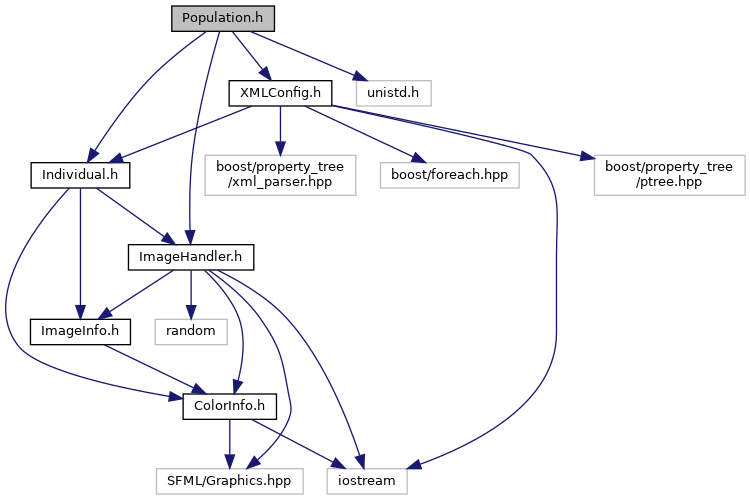 Population.h
XMLConfig.h
unistd.h
Individual.h
boost/property_tree
/xml_parser.hpp
boost/foreach.hpp
boost/property_tree
/ptree.hpp
ImageHandler.h
ImageInfo.h
random
ColorInfo.h
SFML/Graphics.hpp
iostream